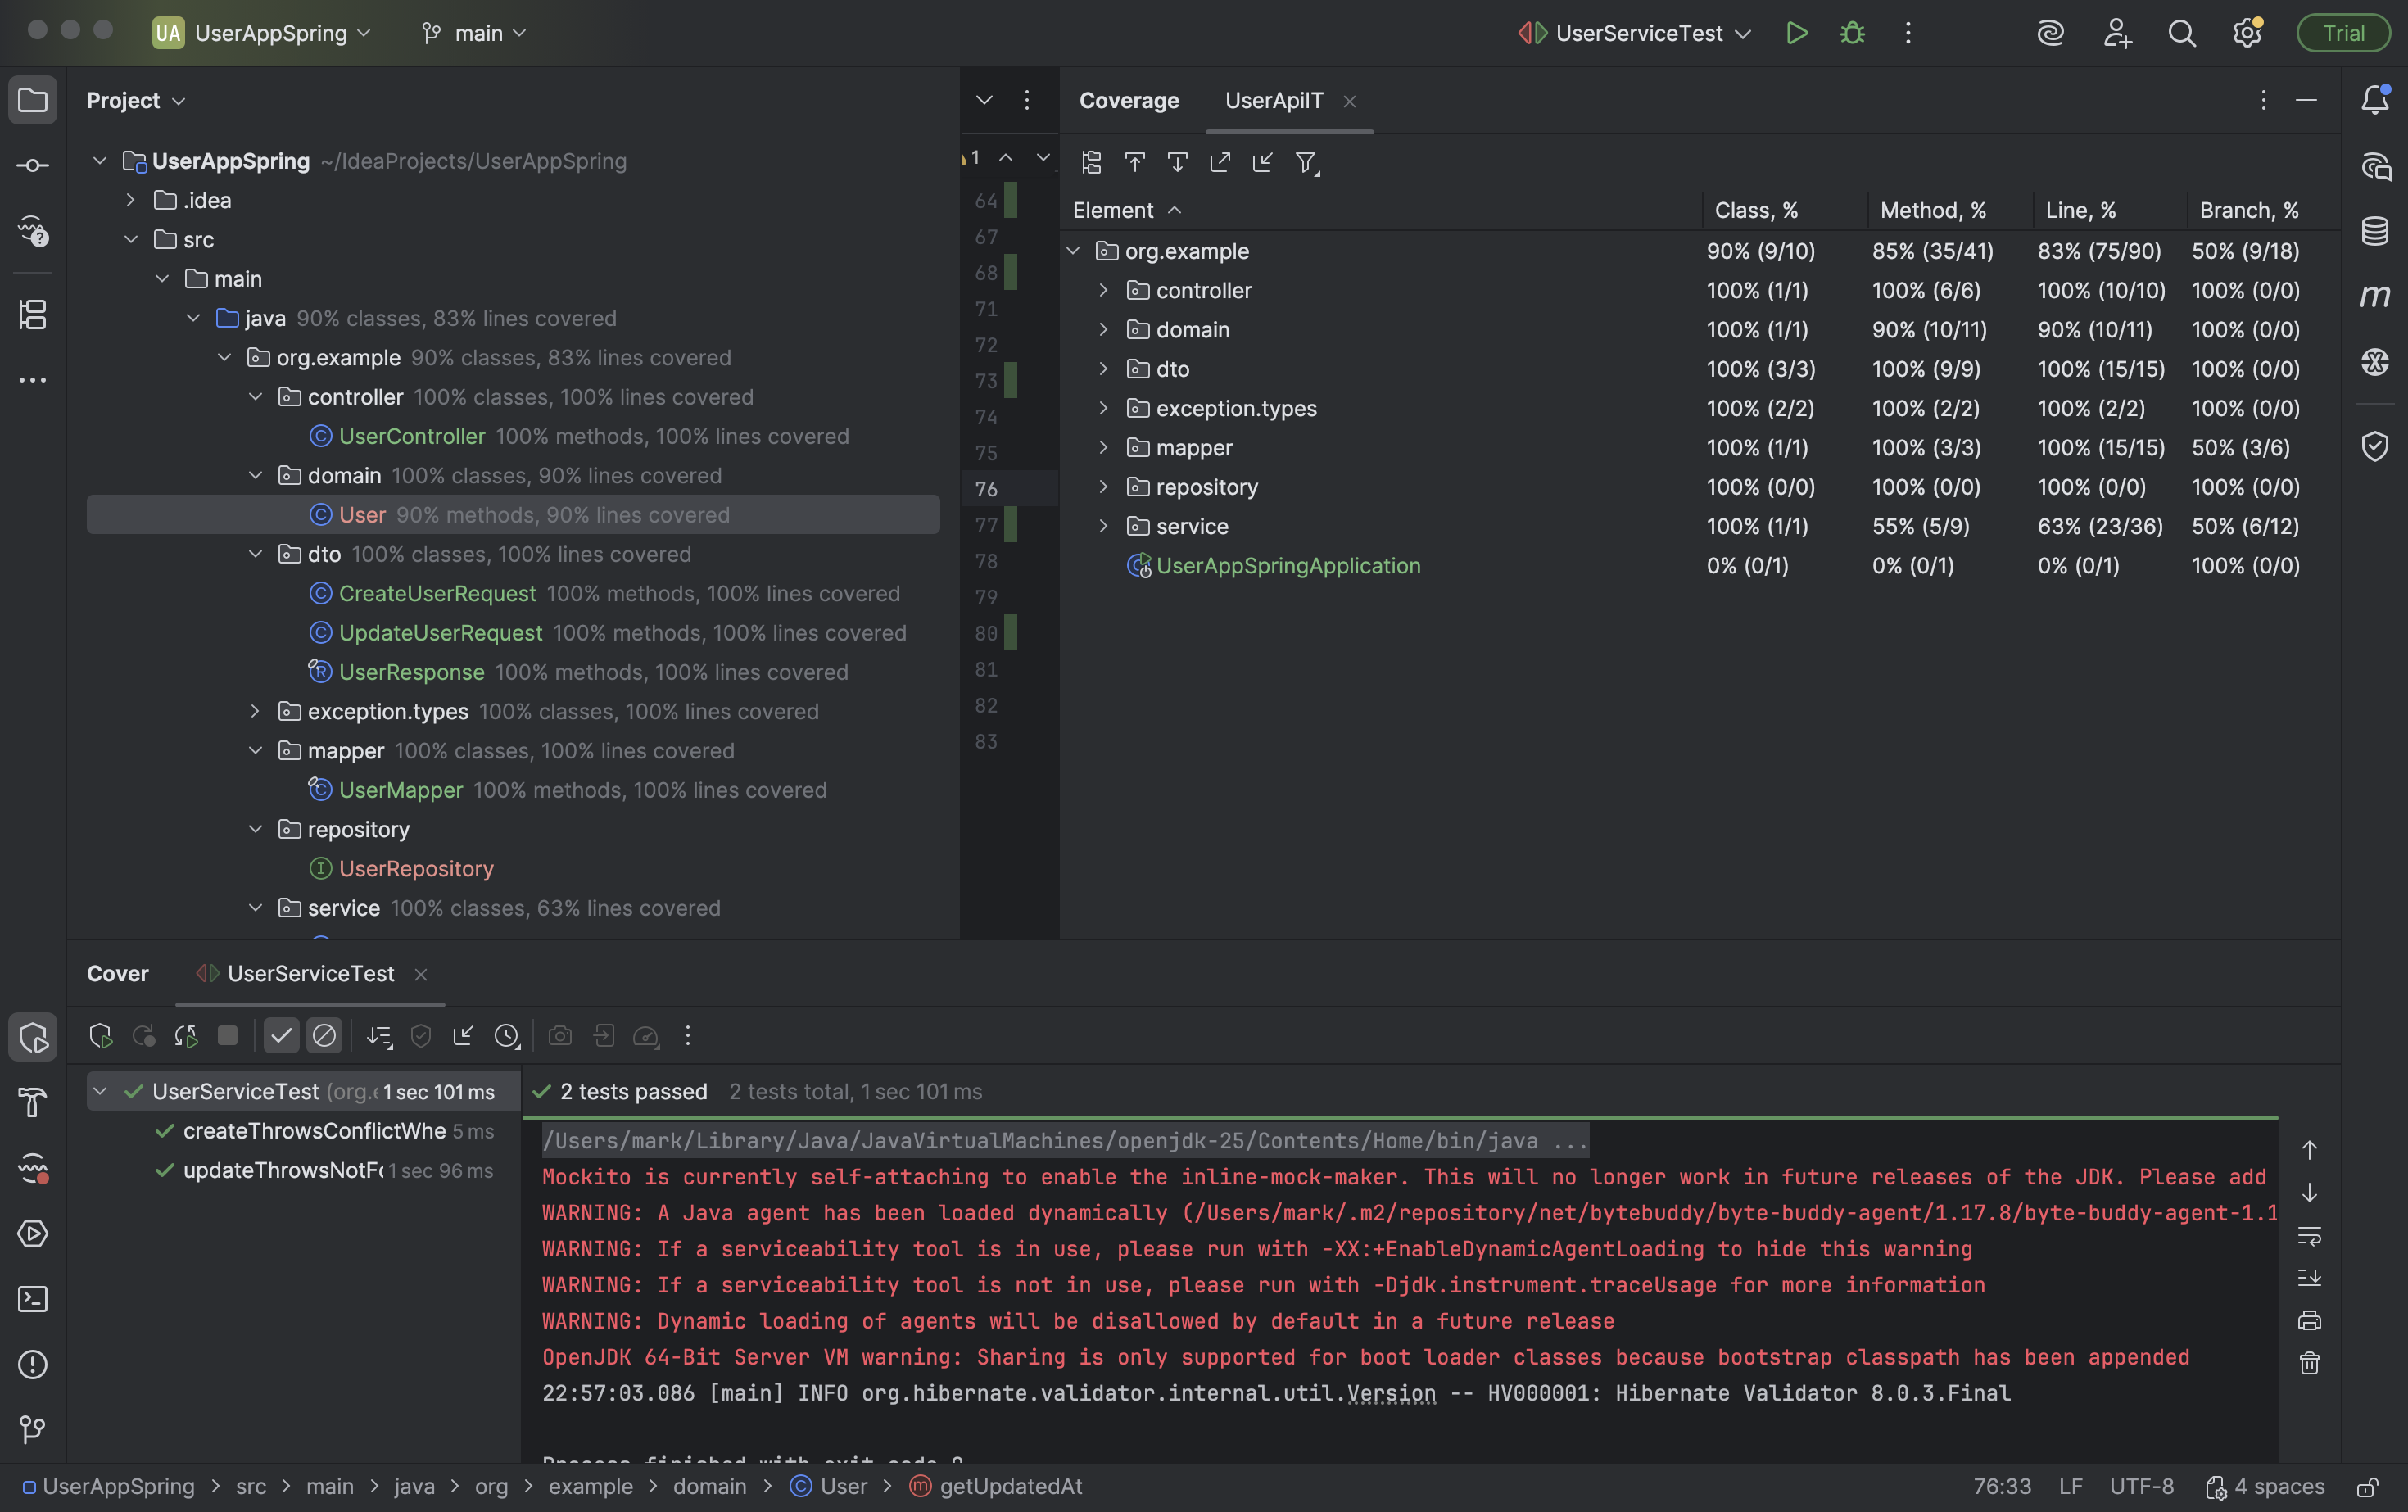 UA UserAppSpring main UserServiceTest Trial
Project
UserAppSpring ~/IdeaProjects/UserAppSpring
.idea
src
main
java 90% classes, 83% lines covered
org.example 90% classes, 83% lines covered
controller 100% classes, 100% lines covered
UserController 100% methods, 100% lines covered
domain 100% classes, 90% lines covered
User 90% methods, 90% lines covered
dto 100% classes, 100% lines covered
CreateUserRequest 100% methods, 100% lines covered
UpdateUserRequest 100% methods, 100% lines covered
UserResponse 100% methods, 100% lines covered
exception.types 100% classes, 100% lines covered
mapper 100% classes, 100% lines covered
UserMapper 100% methods, 100% lines covered
repository
UserRepository
service 100% classes, 63% lines covered
1
64
67
68
71
72
73
74
75
76
77
78
79
80
81
82
83
Coverage UserApiIT
Element Class, % Method, % Line, % Branch, %
org.example 90% (9/10) 85% (35/41) 83% (75/90) 50% (9/18)
controller 100% (1/1) 100% (6/6) 100% (10/10) 100% (0/0)
domain 100% (1/1) 90% (10/11) 90% (10/11) 100% (0/0)
dto 100% (3/3) 100% (9/9) 100% (15/15) 100% (0/0)
exception.types 100% (2/2) 100% (2/2) 100% (2/2) 100% (0/0)
mapper 100% (1/1) 100% (3/3) 100% (15/15) 50% (3/6)
repository 100% (0/0) 100% (0/0) 100% (0/0) 100% (0/0)
service 100% (1/1) 55% (5/9) 63% (23/36) 50% (6/12)
UserAppSpringApplication 0% (0/1) 0% (0/1) 0% (0/1) 100% (0/0)
Cover UserServiceTest
UserServiceTest (org.e 1 sec 101 ms
createThrowsConflictWhe 5 ms
updateThrowsNotFo 1 sec 96 ms
2 tests passed 2 tests total, 1 sec 101 ms
/Users/mark/Library/Java/JavaVirtualMachines/openjdk-25/Contents/Home/bin/java ...
Mockito is currently self-attaching to enable the inline-mock-maker. This will no longer work in future releases of the JDK. Please add
WARNING: A Java agent has been loaded dynamically (/Users/mark/.m2/repository/net/bytebuddy/byte-buddy-agent/1.17.8/byte-buddy-agent-1.1
WARNING: If a serviceability tool is in use, please run with -XX:+EnableDynamicAgentLoading to hide this warning
WARNING: If a serviceability tool is not in use, please run with -Djdk.instrument.traceUsage for more information
WARNING: Dynamic loading of agents will be disallowed by default in a future release
OpenJDK 64-Bit Server VM warning: Sharing is only supported for boot loader classes because bootstrap classpath has been appended
22:57:03.086 [main] INFO org.hibernate.validator.internal.util.Version -- HV000001: Hibernate Validator 8.0.3.Final
Process finished with exit code 0
UserAppSpring > src > main > java > org > example > domain > User > getUpdatedAt 76:33 LF UTF-8 4 spaces